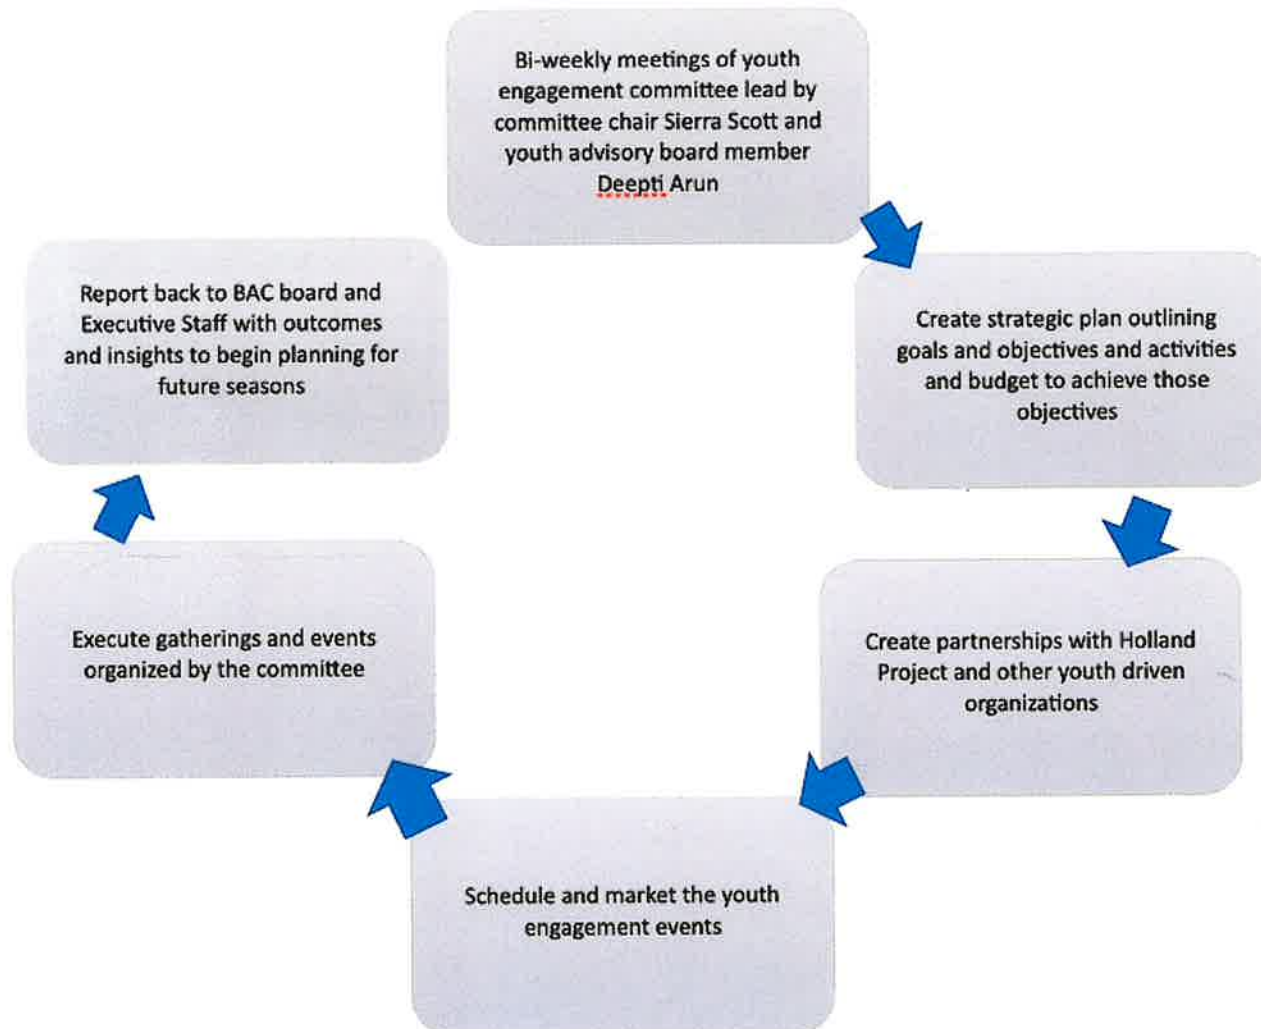 Bi-weekly meetings of youth
engagement committee lead by
committee chair Sierra Scott and
youth advisory board member
Deepti Arun
Create strategic plan outlining
goals and objectives and activities
and budget to achieve those
objectives
Create partnerships with Holland
Project and other youth driven
organizations
Schedule and market the youth
engagement events
Execute gatherings and events
organized by the committee
Report back to BAC board and
Executive Staff with outcomes
and insights to begin planning for
future seasons